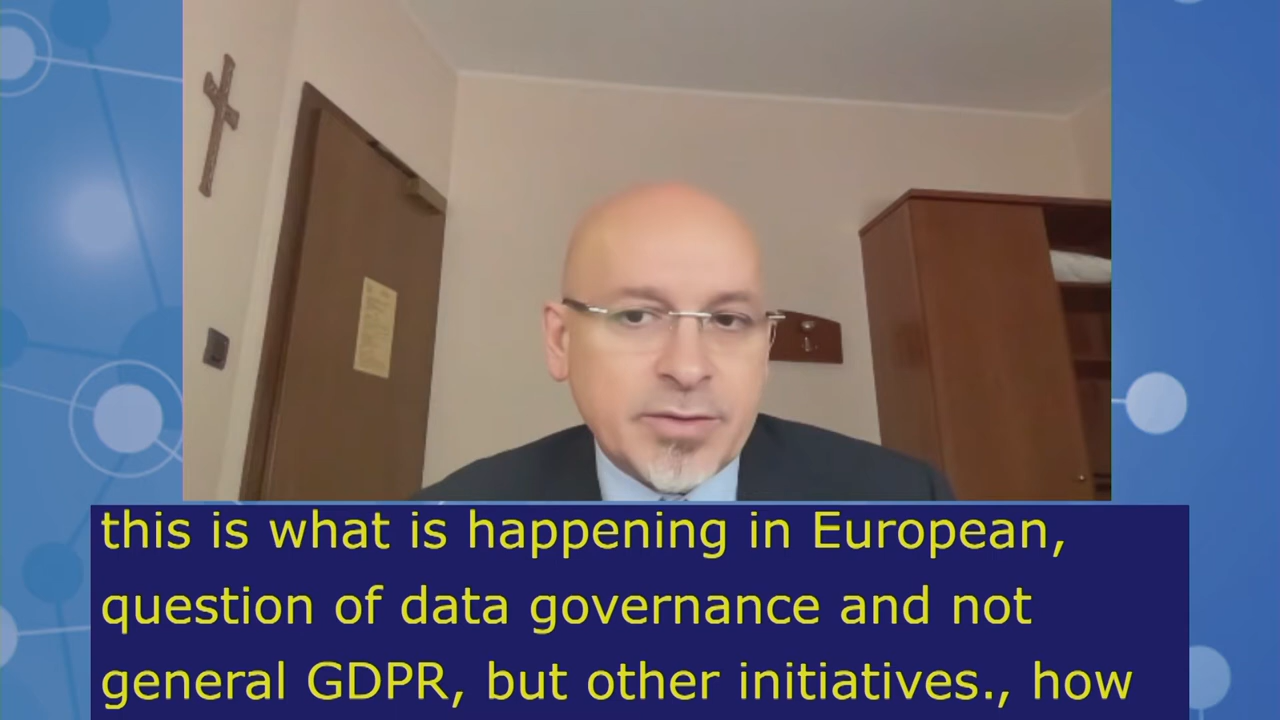 this is what is happening in European,
question of data governance and not
general GDPR, but other initiatives., how